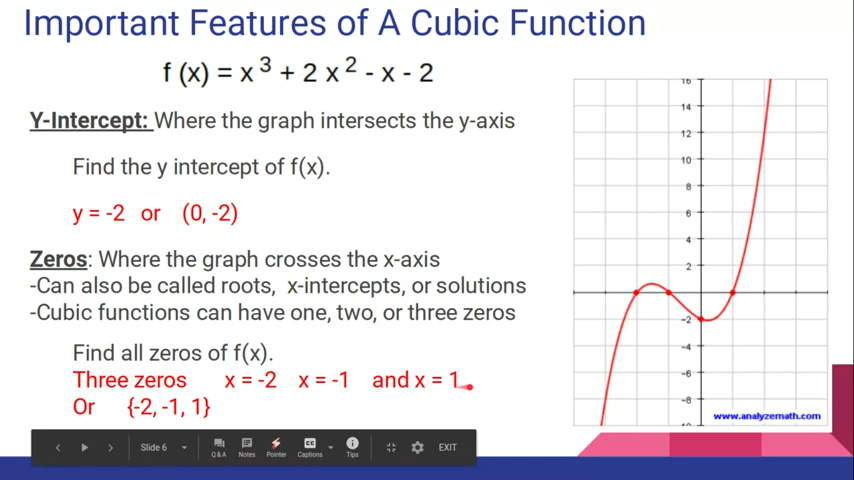 Important Features of A Cubic Function
f (x) = x³ + 2 x² - x - 2
Y-Intercept: Where the graph intersects the y-axis
Find the y intercept of f(x).
y = -2 or (0, -2)
Zeros: Where the graph crosses the x-axis
-Can also be called roots, x-intercepts, or solutions
-Cubic functions can have one, two, or three zeros
Find all zeros of f(x).
Three zeros x = -2 x = -1 and x = 1
Or {-2, -1, 1}
16
14
12
10
8
6
4
2
-2
-4
-6
-8
www.analyzemath.com
Slide 6
Q & A
Notes
Pointer
CC
Captions
Tips
EXIT